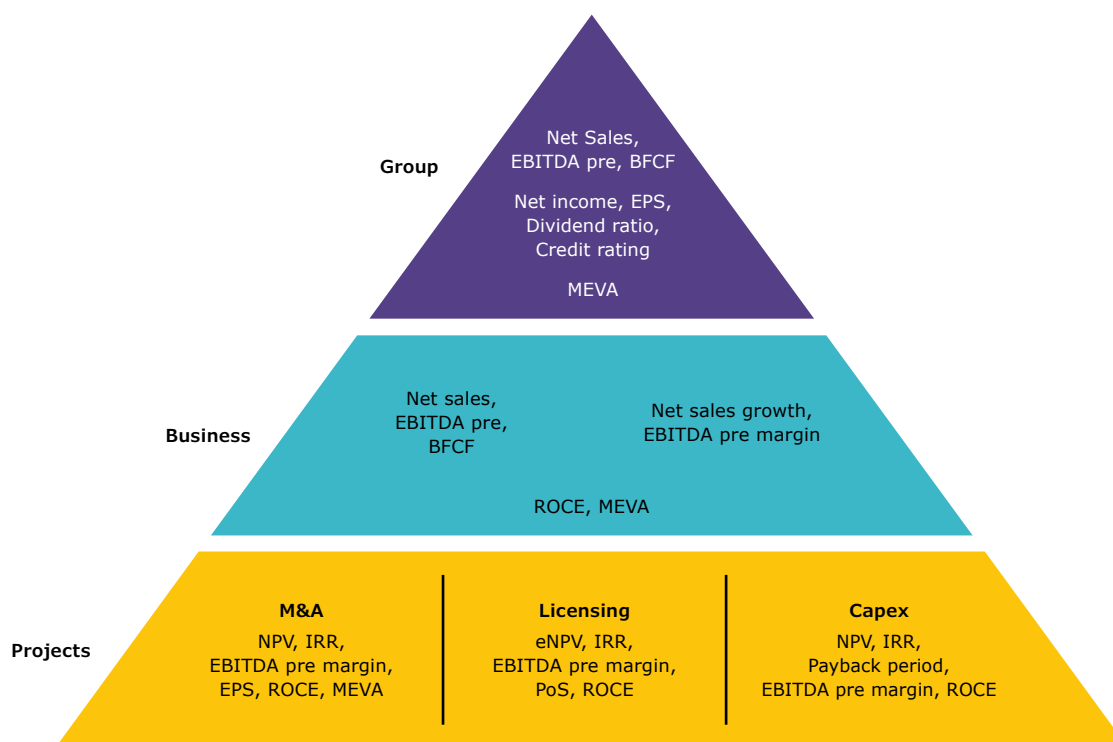 Group
Net Sales,
EBITDA pre, BFCF
Net income, EPS,
Dividend ratio,
Credit rating
MEVA
Business
Net sales,
EBITDA pre,
BFCF
Net sales growth,
EBITDA pre margin
ROCE, MEVA
Projects
M&A
NPV, IRR,
EBITDA pre margin,
EPS, ROCE, MEVA
Licensing
eNPV, IRR,
EBITDA pre margin,
PoS, ROCE
Capex
NPV, IRR,
Payback period,
EBITDA pre margin, ROCE